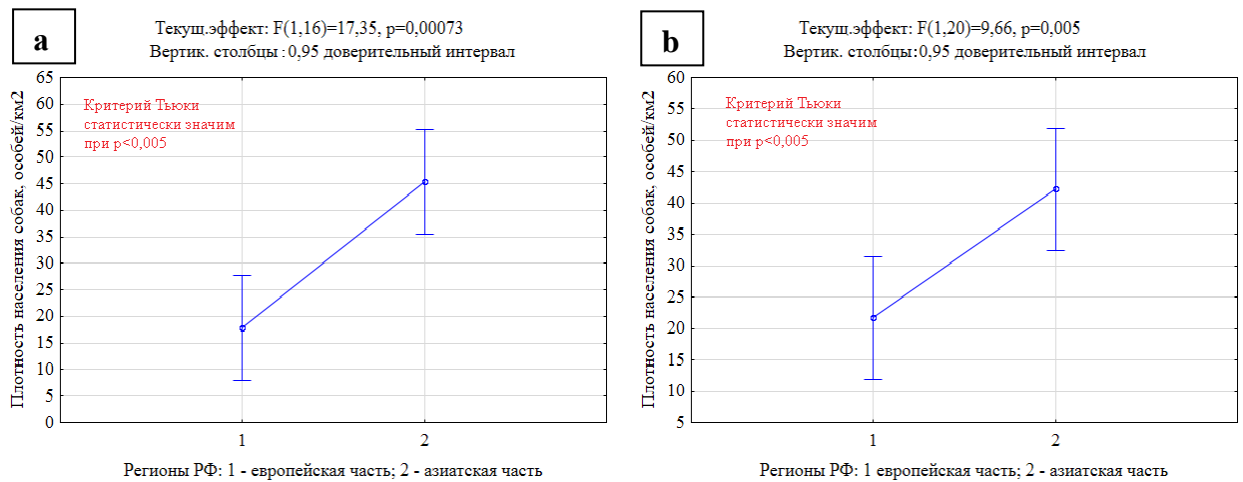 a
Текущ.эффект: F(1,16)=17,35, p=0,00073
Вертик. столбцы :0,95 доверительный интервал
Плотность населения собак, особей/км2
65
60
55
50
45
40
35
30
25
20
15
10
5
0
Критерий Тьюки
статистически значим
при p<0,005
1
2
Регионы РФ: 1 - европейская часть; 2 - азиатская часть
b
Текущ.эффект: F(1,20)=9,66, p=0,005
Вертик. столбцы:0,95 доверительный интервал
Плотность населения собак, особей/км2
60
55
50
45
40
35
30
25
20
15
10
5
Критерий Тьюки
статистически значим
при p<0,005
1
2
Регионы РФ: 1 европейская часть; 2 - азиатская часть